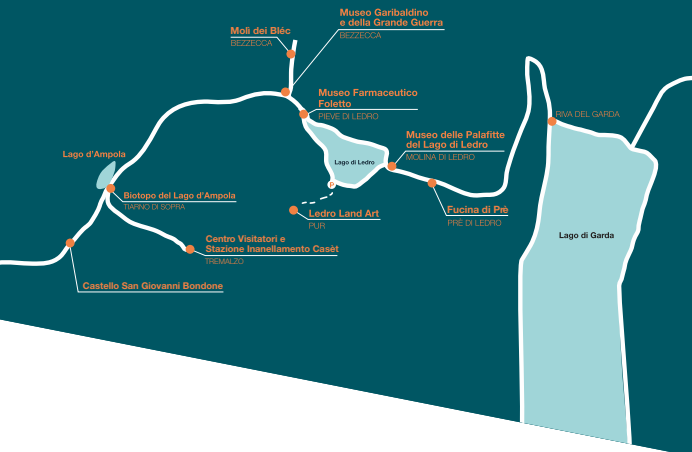 Museo Garibaldino
e della Grande Guerra
BEZZECCA
Molì dei Bléc
BEZZECCA
Museo Farmaceutico
Foletto
PIEVE DI LEDRO
RIVA DEL GARDA
Museo delle Palafitte
del Lago di Ledro
MOLINA DI LEDRO
Lago d'Ampola
Lago di Ledro
P
Biotopo del Lago d'Ampola
TIARNO DI SOPRA
Ledro Land Art
PUR
Fucina di Prè
PRÈ DI LEDRO
Lago di Garda
Centro Visitatori e
Stazione Inanellamento Casèt
TREMALZO
Castello San Giovanni Bondone